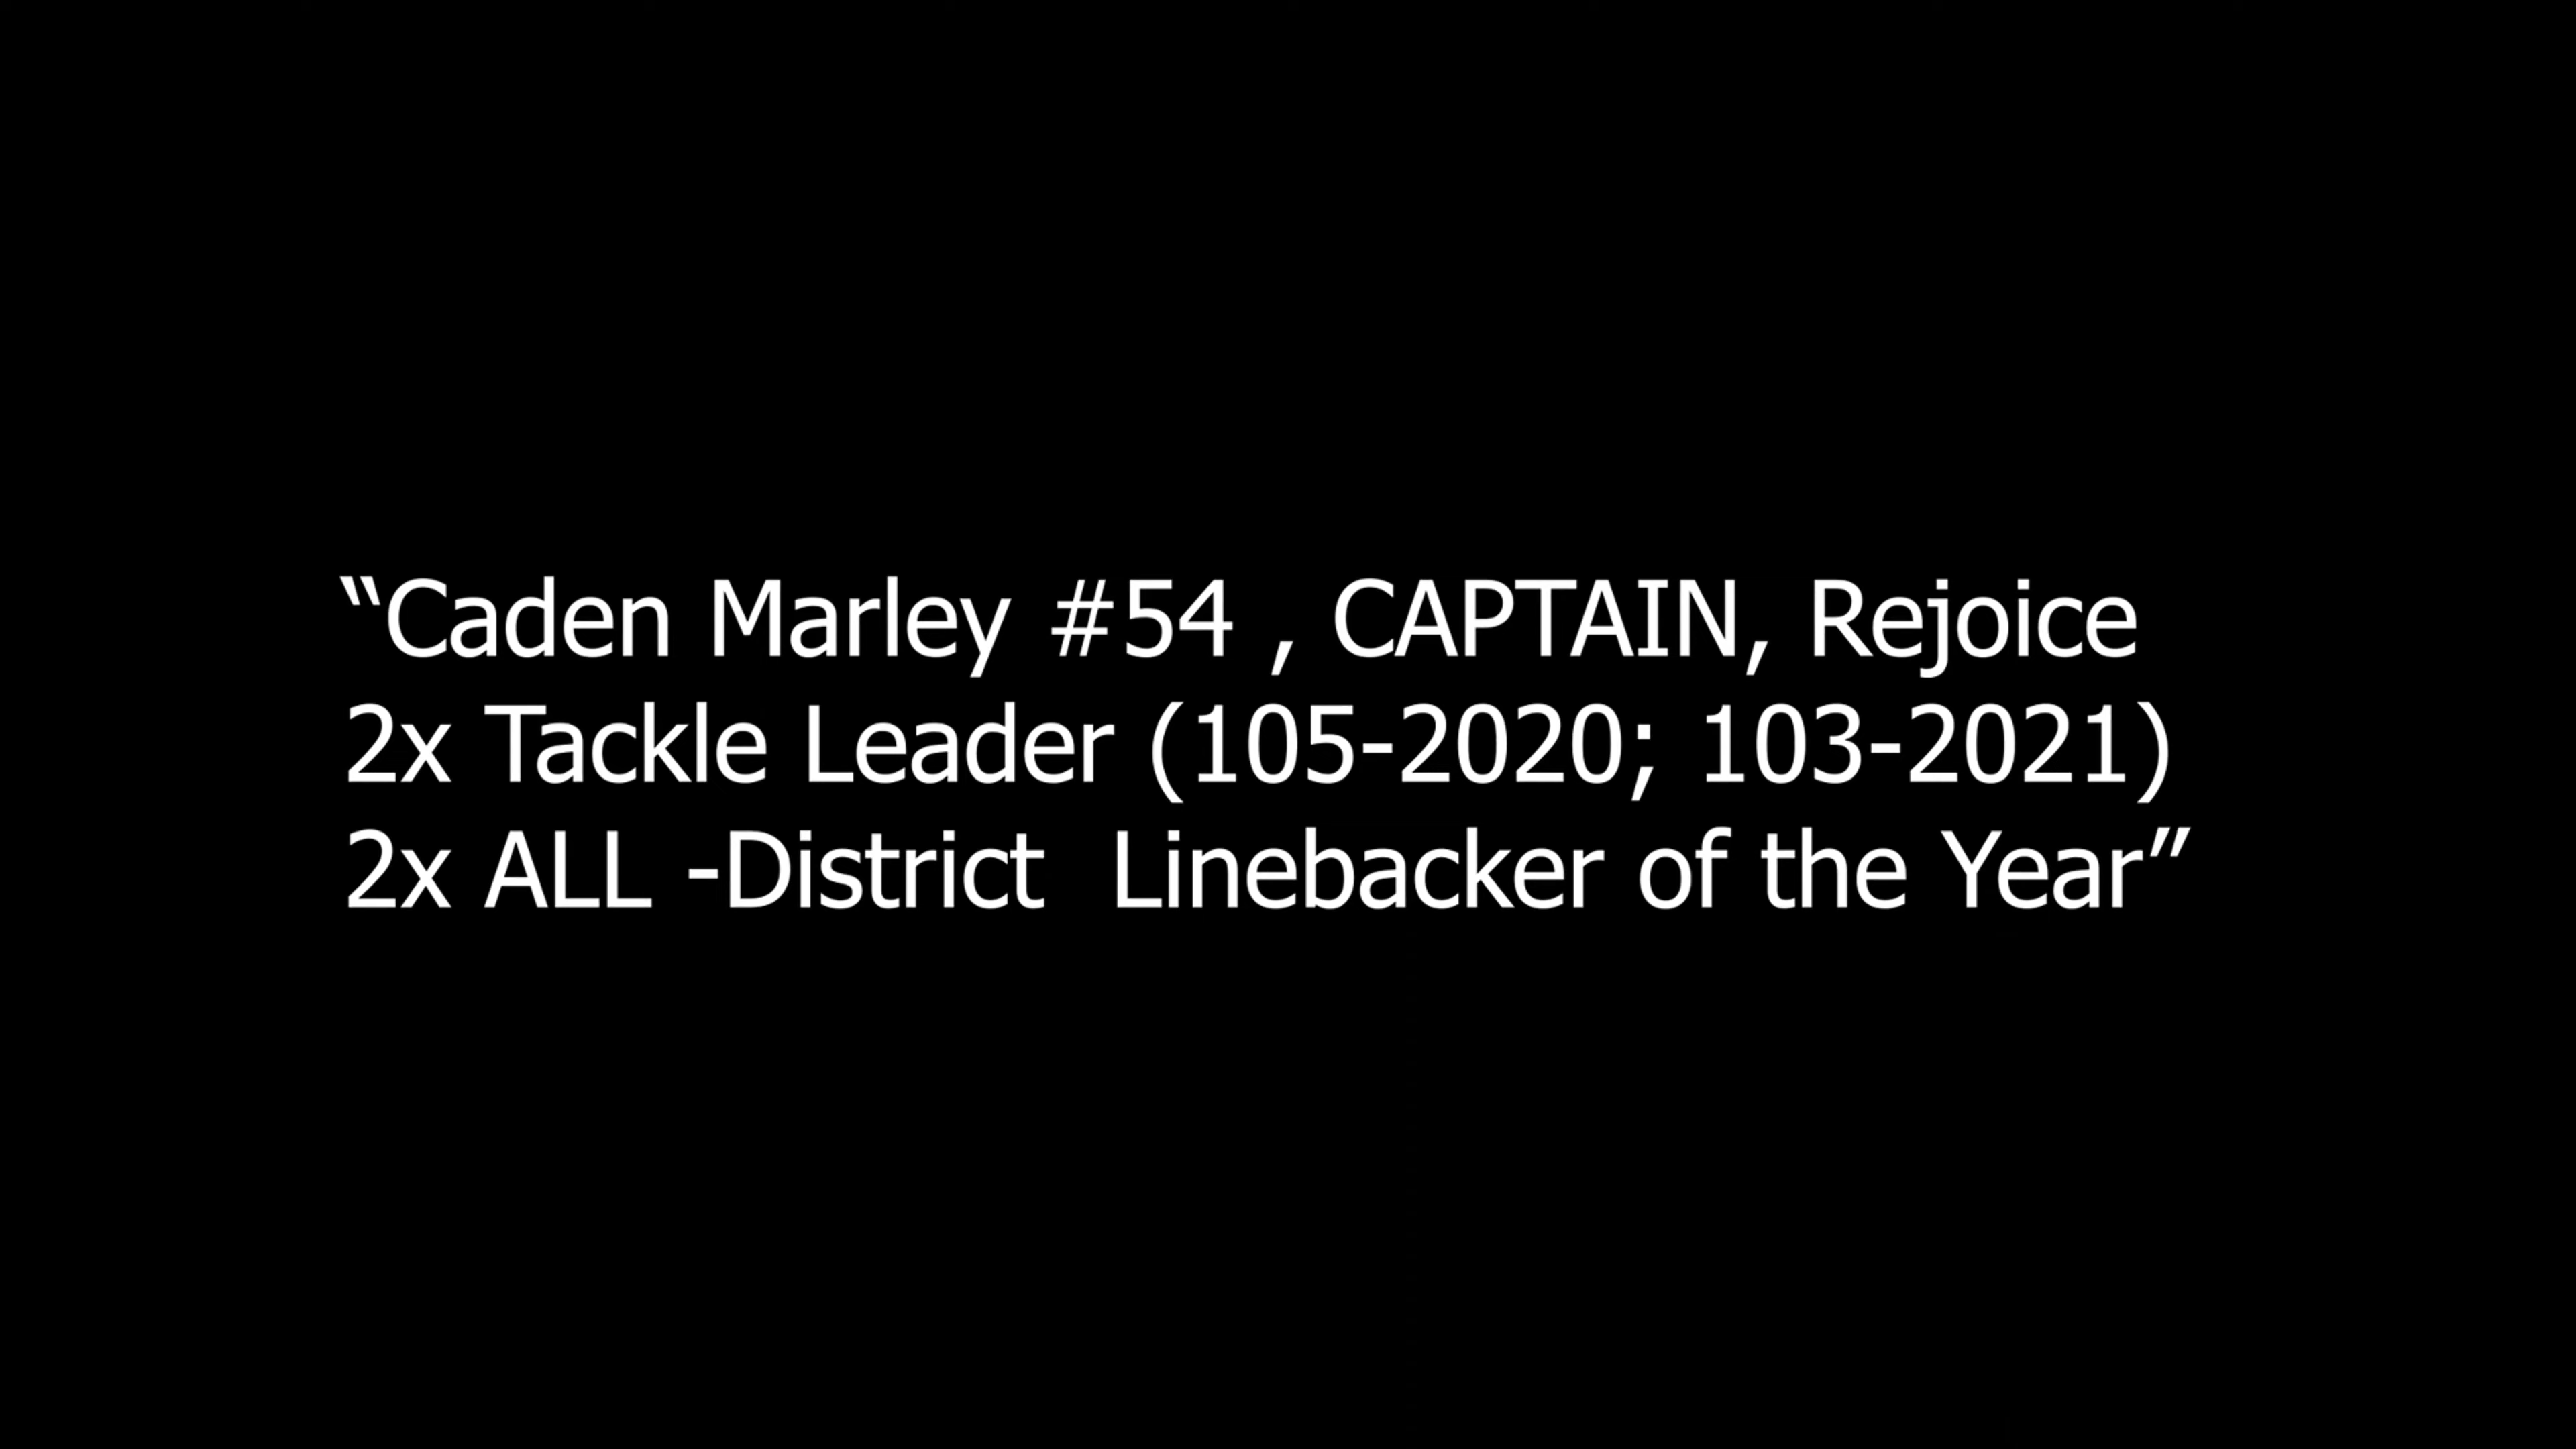 “Caden Marley #54 , CAPTAIN, Rejoice
2x Tackle Leader (105-2020; 103-2021)
2x ALL -District  Linebacker of the Year”